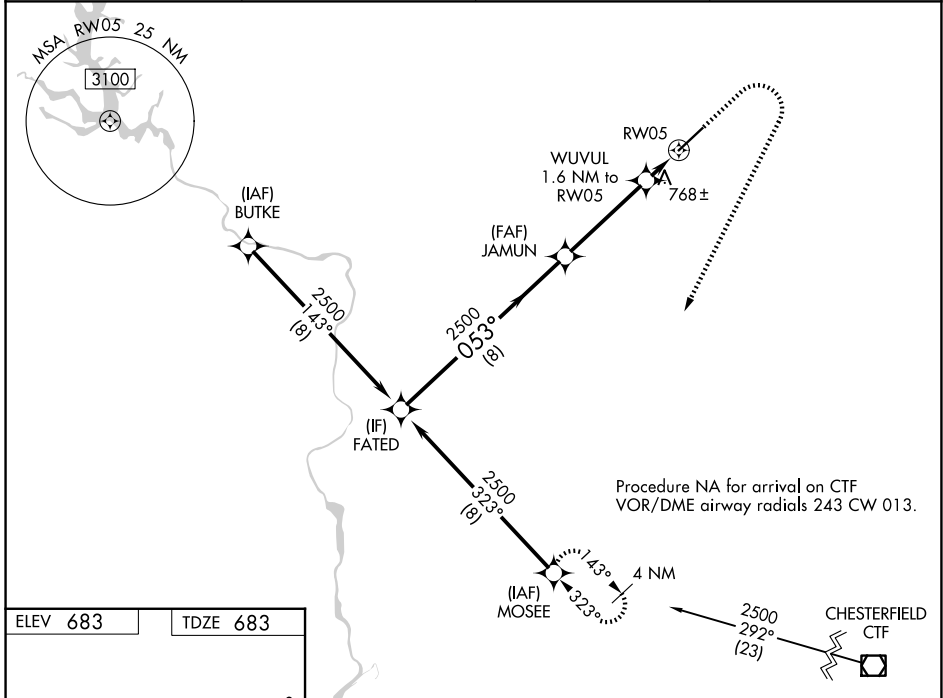 MSA RW05 25 NM
3100
(IAF)
BUTKE
2500
143°
(8)
RW05
WUVUL
1.6 NM to
RW05
768±
(FAF)
JAMUN
2500
053°
(8)
(IF)
FATED
2500
323°
(8)
Procedure NA for arrival on CTF
VOR/DME airway radials 243 CW 013.
(IAF)
MOSEE
143°
323°
4 NM
2500
292°
(23)
CHESTERFIELD
CTF
ELEV 683
TDZE 683